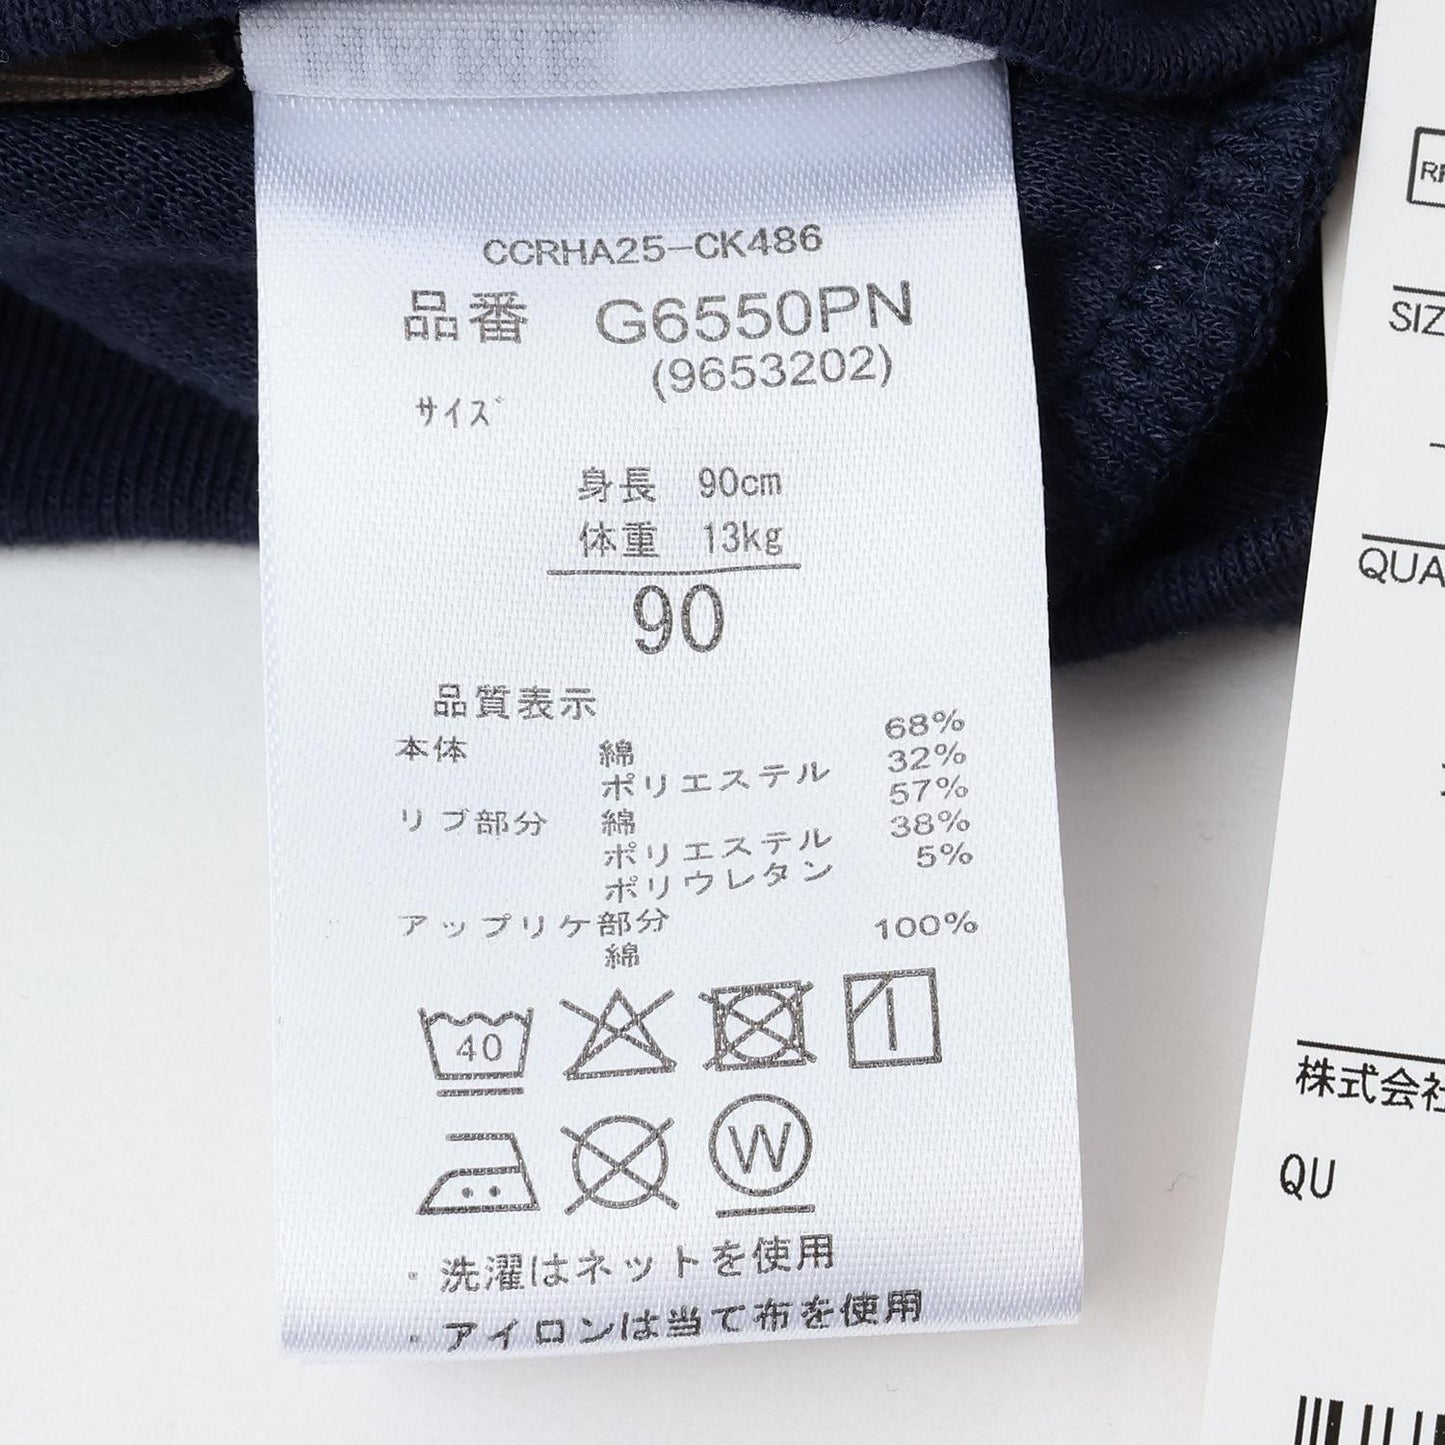 CCRHA25-CK486
品番 G6550PN
(9653202)
サイズ
身長 90cm
体重 13kg
90
品質表示
本体 綿 68%
ポリエステル 32%
リブ部分 綿 57%
ポリエステル 38%
ポリウレタン 5%
アップリケ部分
綿 100%
40
W
・洗濯はネットを使用
・アイロンは当て布を使用
SIZ
QUA
株式会社
QU